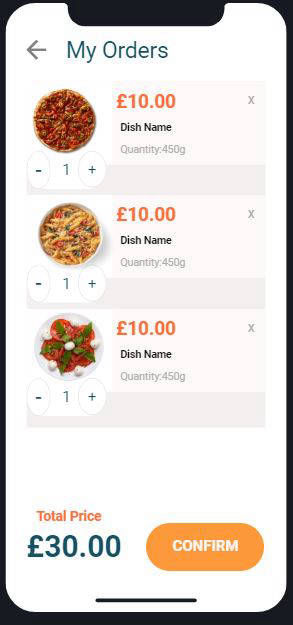 My Orders
£10.00 x
Dish Name
Quantity:450g
- 1 +
£10.00 x
Dish Name
Quantity:450g
- 1 +
£10.00 x
Dish Name
Quantity:450g
- 1 +
Total Price
£30.00
CONFIRM